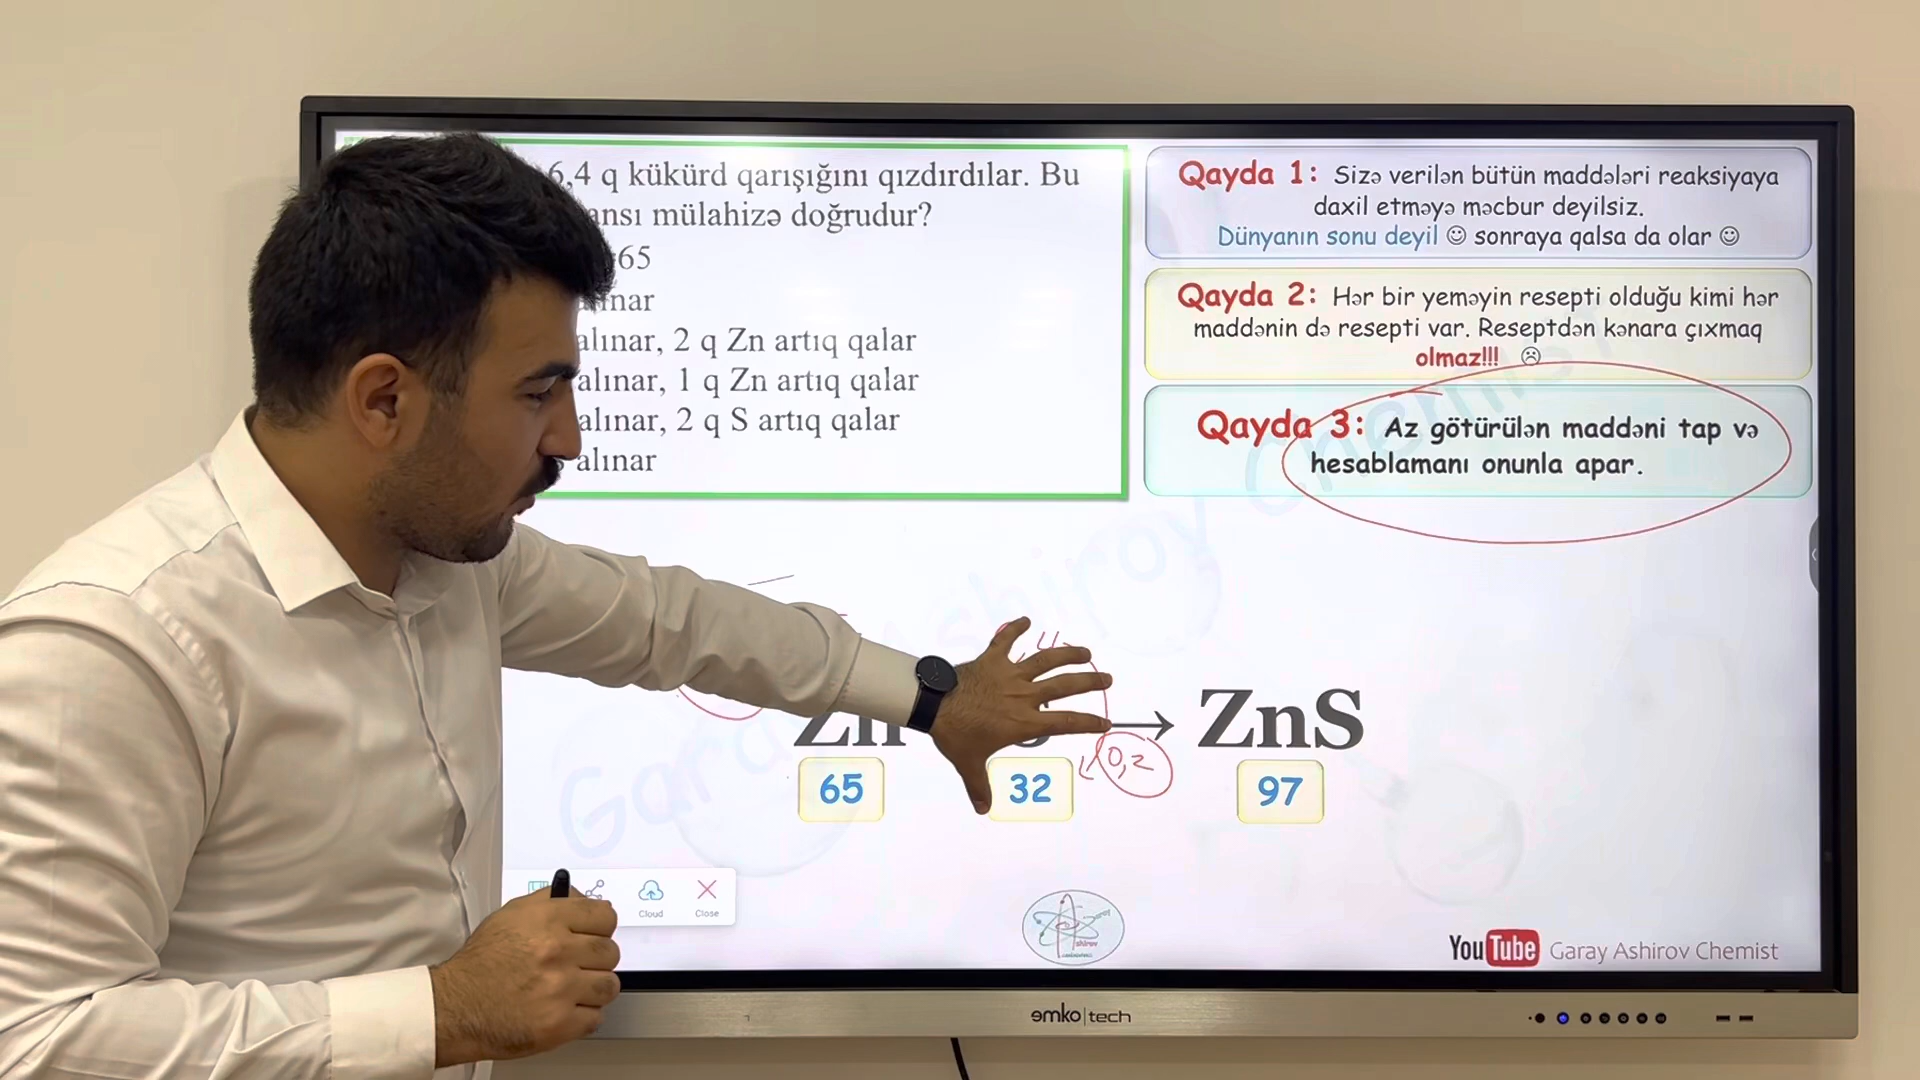 6,4 q kükürd qarışığını qızdırdılar. Bu
mülahizə doğrudur?
65
alınar, 2 q Zn artıq qalar
alınar, 1 q Zn artıq qalar
alınar, 2 q S artıq qalar
alınar
Qayda 1: Sizə verilən bütün maddələri reaksiyaya
daxil etməyə məcbur deyilsiz.
Dünyanın sonu deyil ☺ sonraya qalsa da olar ☺
Qayda 2: Hər bir yeməyin resepti olduğu kimi hər
maddənin də resepti var. Reseptdən kənara çıxmaq
olmaz!!! ☹
Qayda 3: Az götürülən maddəni tap və
hesablamanı onunla apar.
Garay Ashirov Chemist
Zn → ZnS
0,2
65 32 97
Cloud Close
YouTube Garay Ashirov Chemist
emko|tech